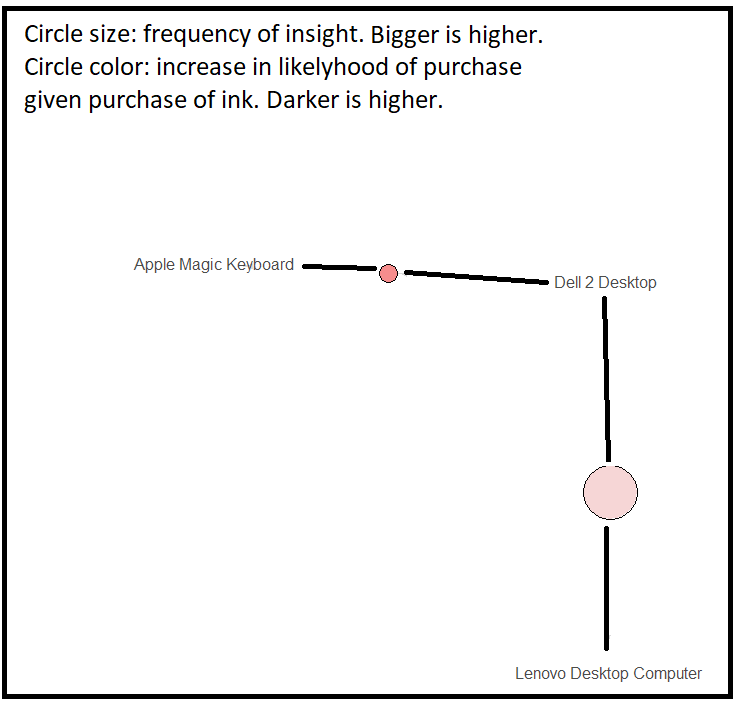 Circle size: frequency of insight. Bigger is higher.
Circle color: increase in likelyhood of purchase
given purchase of ink. Darker is higher.
Apple Magic Keyboard
Dell 2 Desktop
Lenovo Desktop Computer